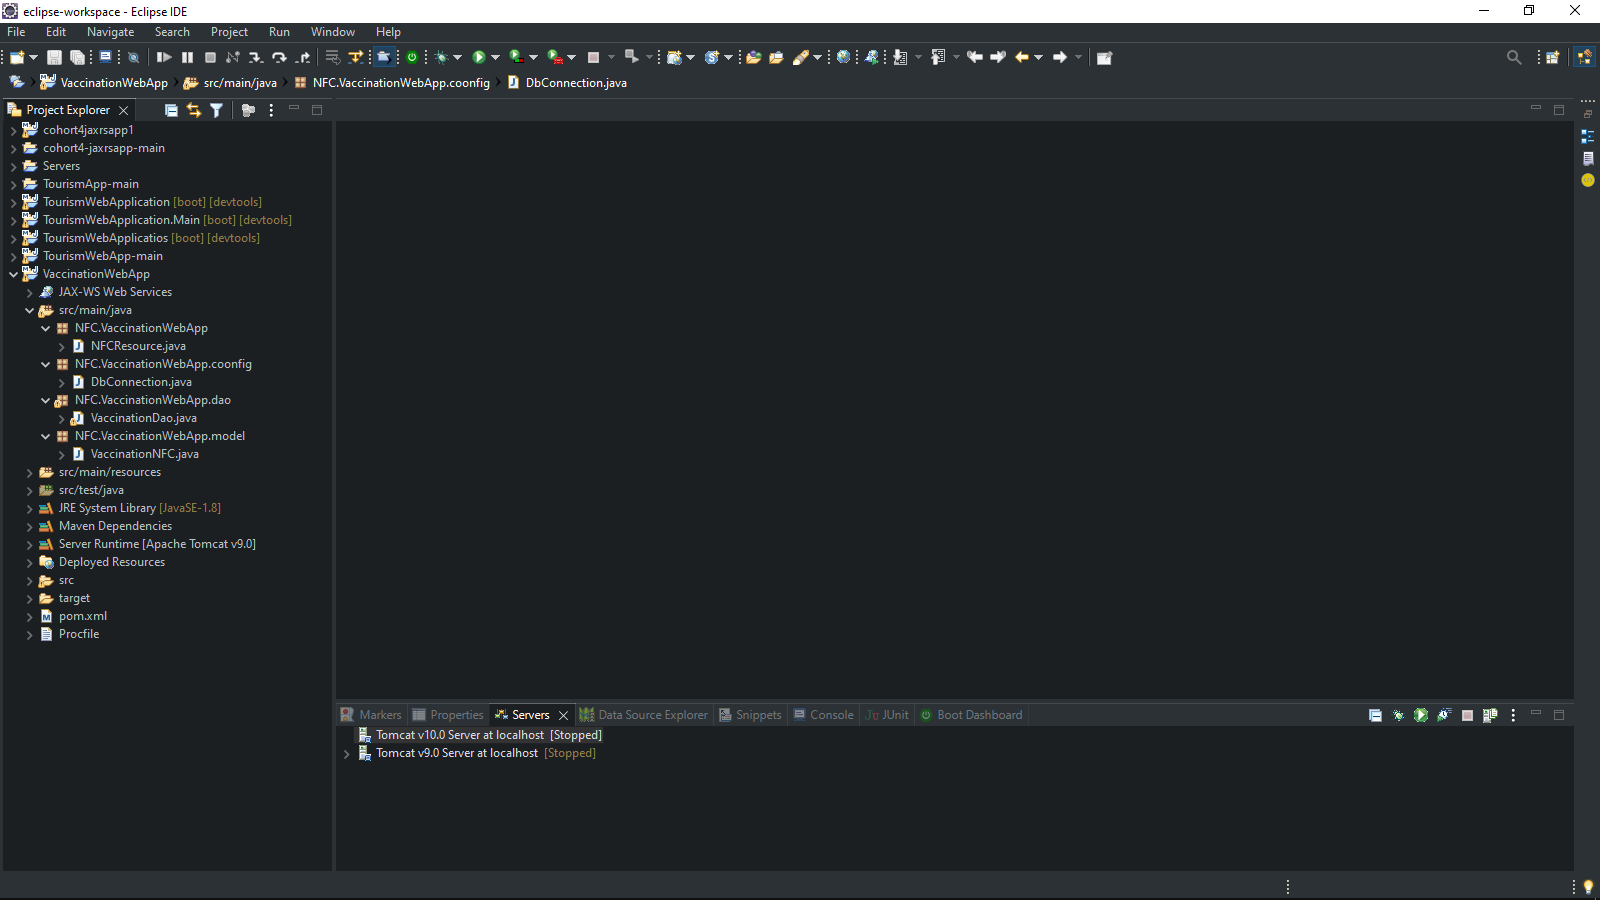 eclipse-workspace - Eclipse IDE
File Edit Navigate Search Project Run Window Help
VaccinationWebApp src/main/java NFC.VaccinationWebApp.coonfig DbConnection.java
Project Explorer
cohort4jaxrsapp1
cohort4-jaxrsapp-main
Servers
TourismApp-main
TourismWebApplication [boot] [devtools]
TourismWebApplication.Main [boot] [devtools]
TourismWebApplicatios [boot] [devtools]
TourismWebApp-main
VaccinationWebApp
JAX-WS Web Services
src/main/java
NFC.VaccinationWebApp
NFCResource.java
NFC.VaccinationWebApp.coonfig
DbConnection.java
NFC.VaccinationWebApp.dao
VaccinationDao.java
NFC.VaccinationWebApp.model
VaccinationNFC.java
src/main/resources
src/test/java
JRE System Library [JavaSE-1.8]
Maven Dependencies
Server Runtime [Apache Tomcat v9.0]
Deployed Resources
src
target
pom.xml
Procfile
Markers Properties Servers Data Source Explorer Snippets Console JUnit Boot Dashboard
Tomcat v10.0 Server at localhost [Stopped]
Tomcat v9.0 Server at localhost [Stopped]